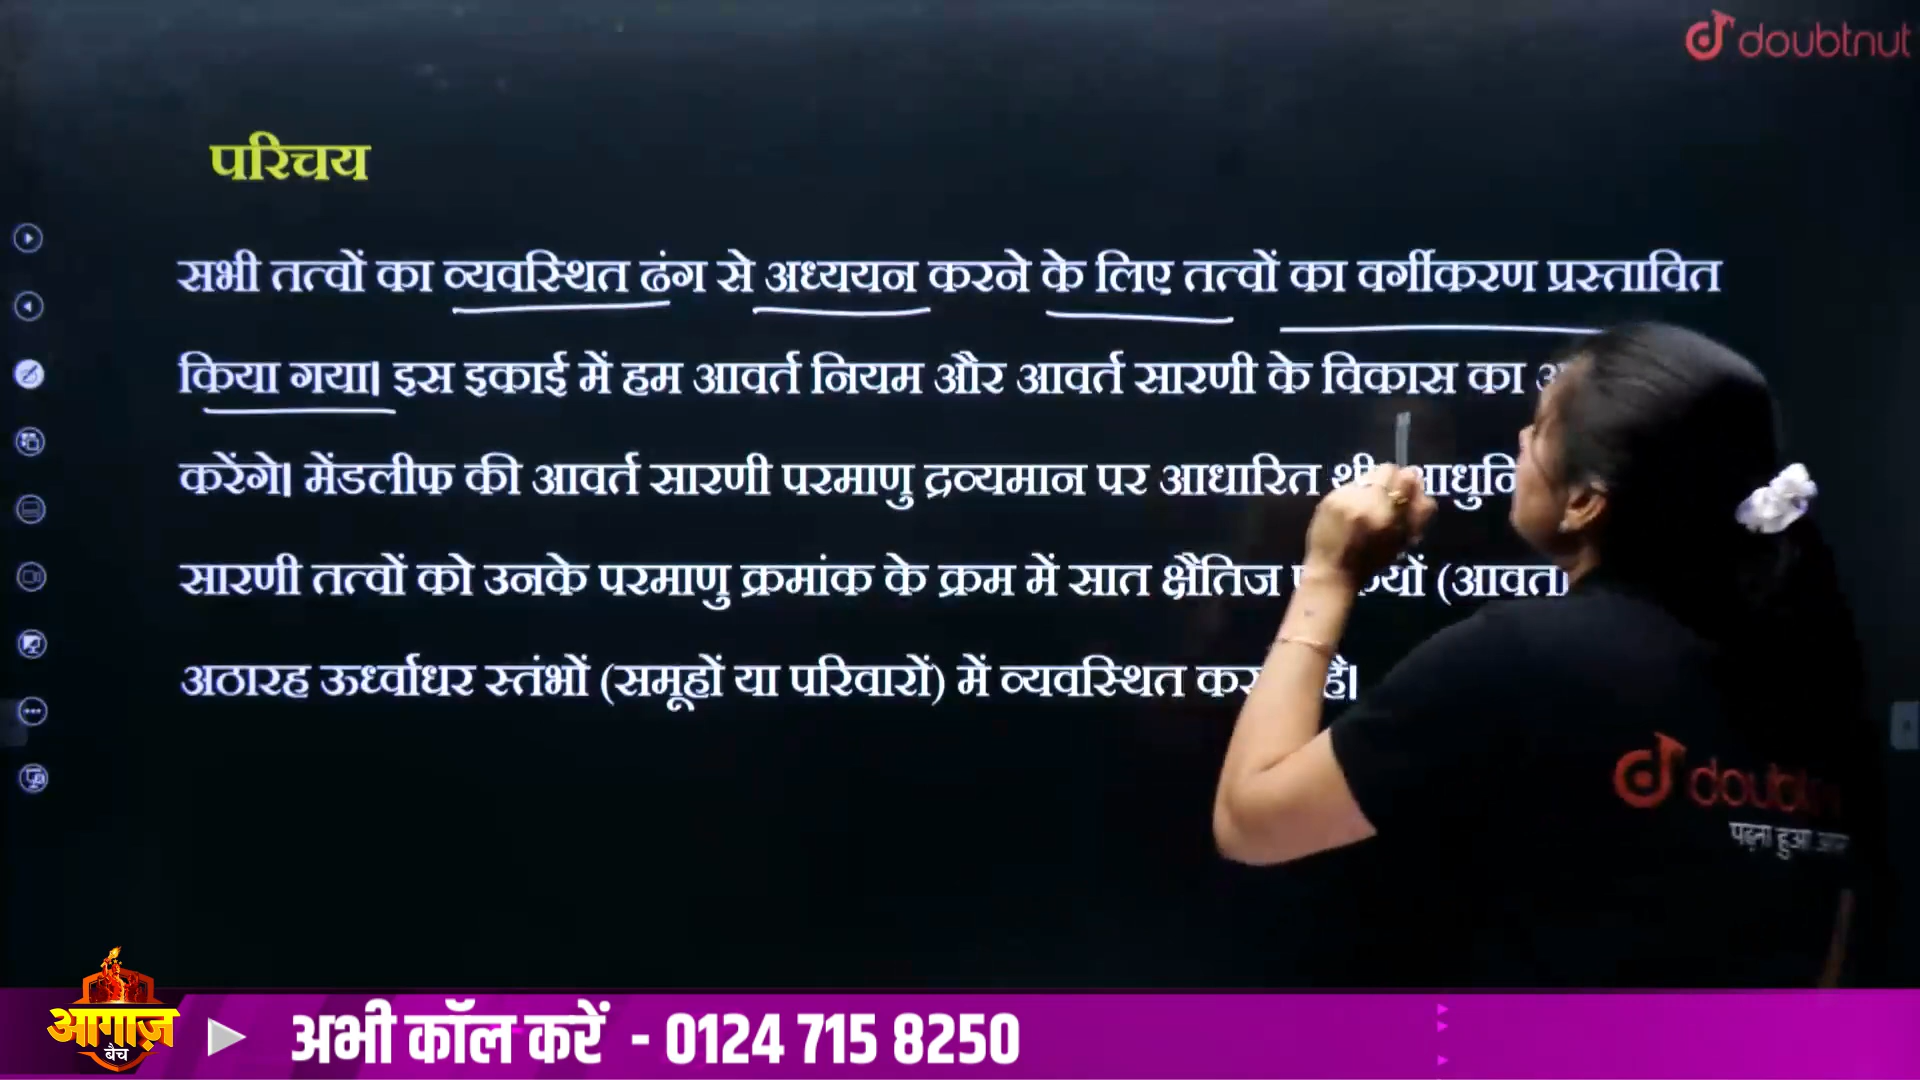 doubtnut
परिचय
सभी तत्वों का व्यवस्थित ढंग से अध्ययन करने के लिए तत्वों का वर्गीकरण प्रस्तावित
किया गया। इस इकाई में हम आवर्त नियम और आवर्त सारणी के विकास का
करेंगे। मेंडलीफ की आवर्त सारणी परमाणु द्रव्यमान पर आधारित
सारणी तत्वों को उनके परमाणु क्रमांक के क्रम में सात क्षैतिज
अठारह ऊर्ध्वाधर स्तंभों (समूहों या परिवारों) में व्यवस्थित है।
पढ़ना हुआ
आगाज़
बैच
अभी कॉल करें - 0124 715 8250